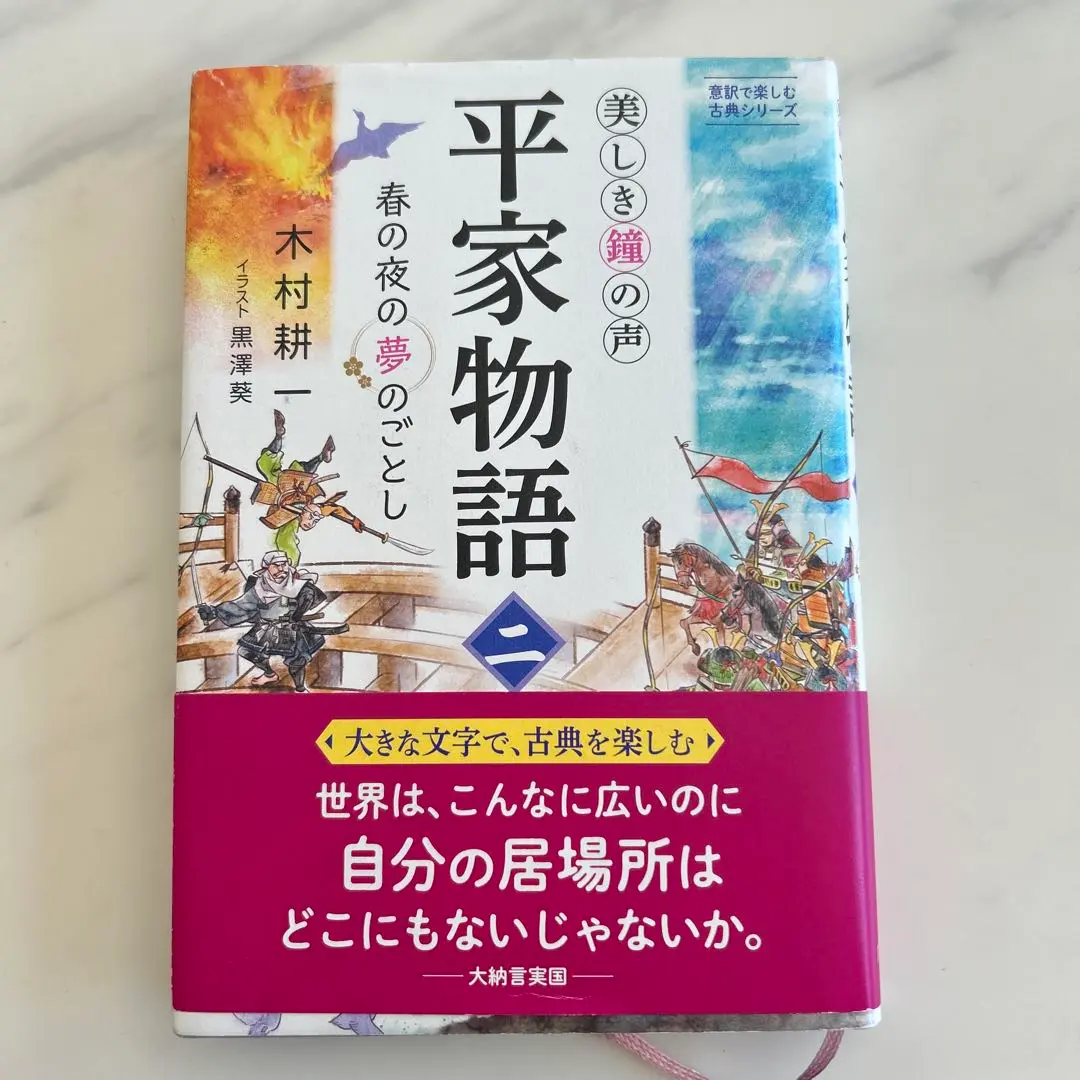 意訳で楽しむ
古典シリーズ
美しき鐘の声
平家物語
二
春の夜の夢のごとし
木村耕一
イラスト 黒澤葵
大きな文字で、古典を楽しむ
世界は、こんなに広いのに
自分の居場所は
どこにもないじゃないか。
大納言実国